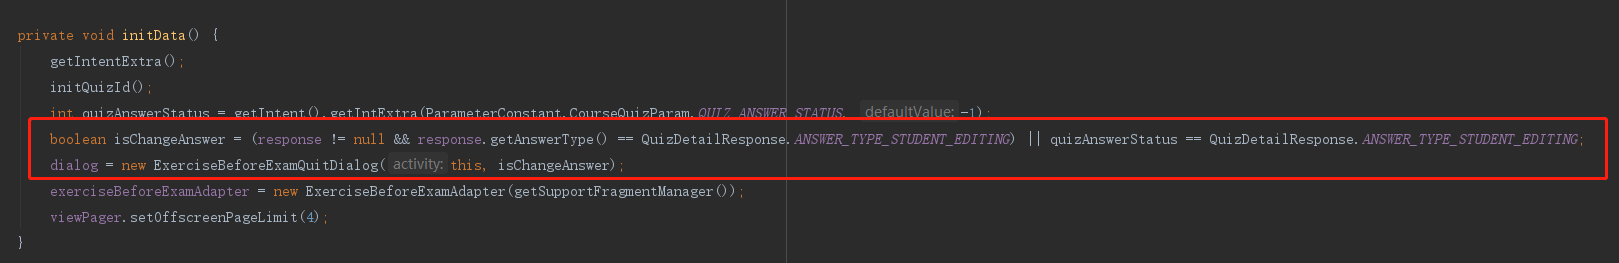 private void initData() {
getIntentExtra();
initQuizId();
int quizAnswerStatus = getIntent().getIntExtra(ParameterConstant.CourseQuizParam.QUIZ_ANSWER_STATUS, defaultValue: -1);
boolean isChangeAnswer = (response != null && response.getAnswerType() == QuizDetailResponse.ANSWER_TYPE_STUDENT_EDITING) || quizAnswerStatus == QuizDetailResponse.ANSWER_TYPE_STUDENT_EDITING;
dialog = new ExerciseBeforeExamQuitDialog( activity: this, isChangeAnswer);
exerciseBeforeExamAdapter = new ExerciseBeforeExamAdapter(getSupportFragmentManager());
viewPager.setOffscreenPageLimit(4);
}